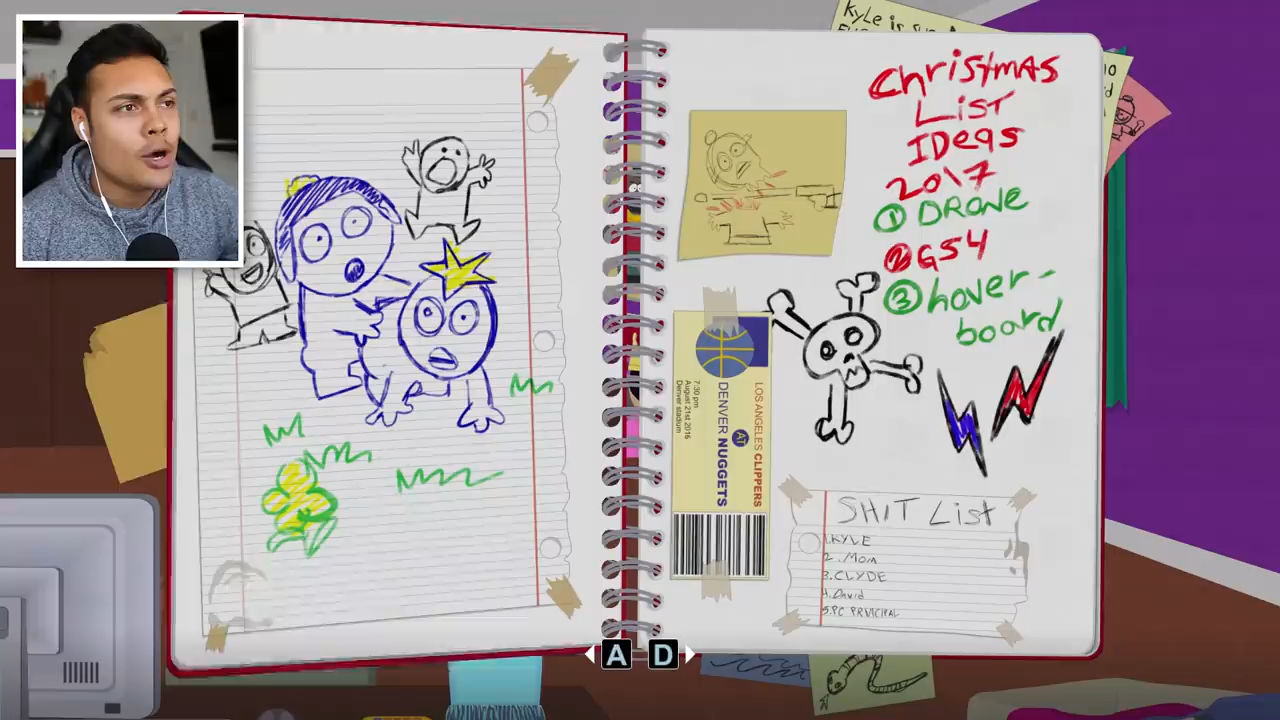 Kyle is
ChristmAS
LIST
IDeas
2017
① DRONE
② GS4
③ hover-
board
LOS ANGELES CLIPPERS
AT
DENVER NUGGETS
7:30 pm
August 21st 2016
Denver stadium
SHIT List
1.KYLE
2.Mom
3.CLYDE
4.David
5.PC PRVICIPAL
A D